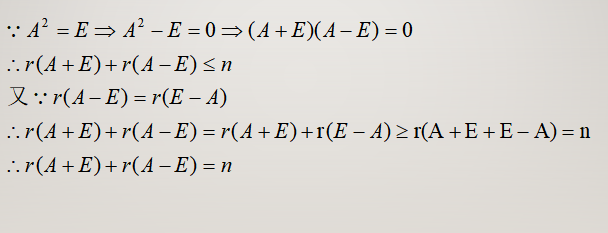 ∵ A² = E ⇒ A² − E = 0 ⇒ (A + E)(A − E) = 0
∴ r(A + E) + r(A − E) ≤ n
又∵ r(A − E) = r(E − A)
∴ r(A + E) + r(A − E) = r(A + E) + r(E − A) ≥ r(A + E + E − A) = n
∴ r(A + E) + r(A − E) = n